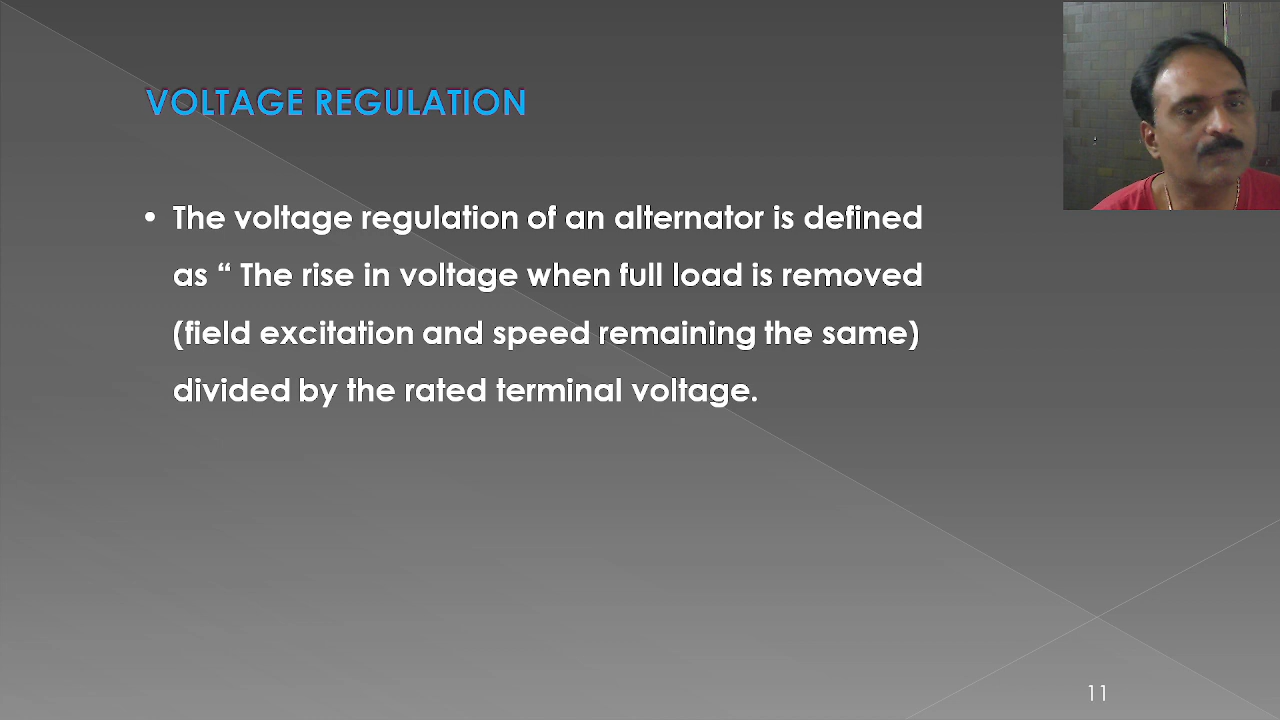 VOLTAGE REGULATION
• The voltage regulation of an alternator is defined
as “ The rise in voltage when full load is removed
(field excitation and speed remaining the same)
divided by the rated terminal voltage.
11